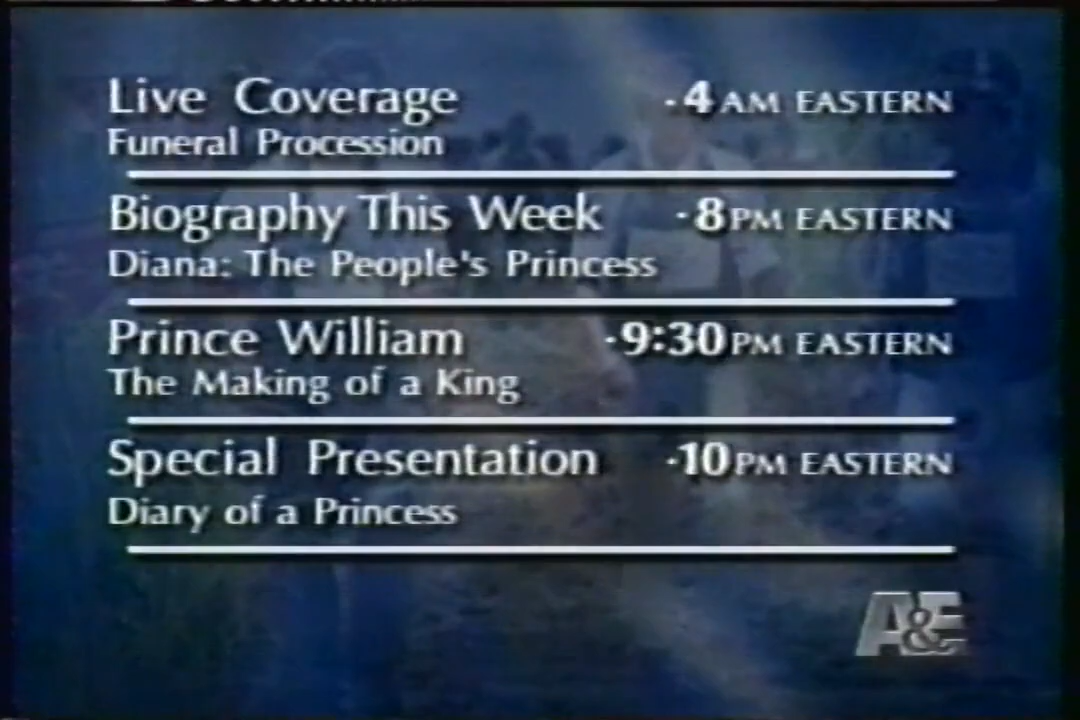 Live Coverage · 4 AM EASTERN
Funeral Procession
Biography This Week · 8 PM EASTERN
Diana: The People's Princess
Prince William · 9:30 PM EASTERN
The Making of a King
Special Presentation · 10 PM EASTERN
Diary of a Princess
A&E